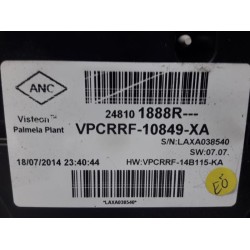 ANC
24810 1888R---
Visteon
Palmela Plant
VPCRRF-10849-XA
S/N:LAXA038540
SW:07.07.
18/07/2014 23:40:44
HW:VPCRRF-14B115-KA
*LAXA038540*